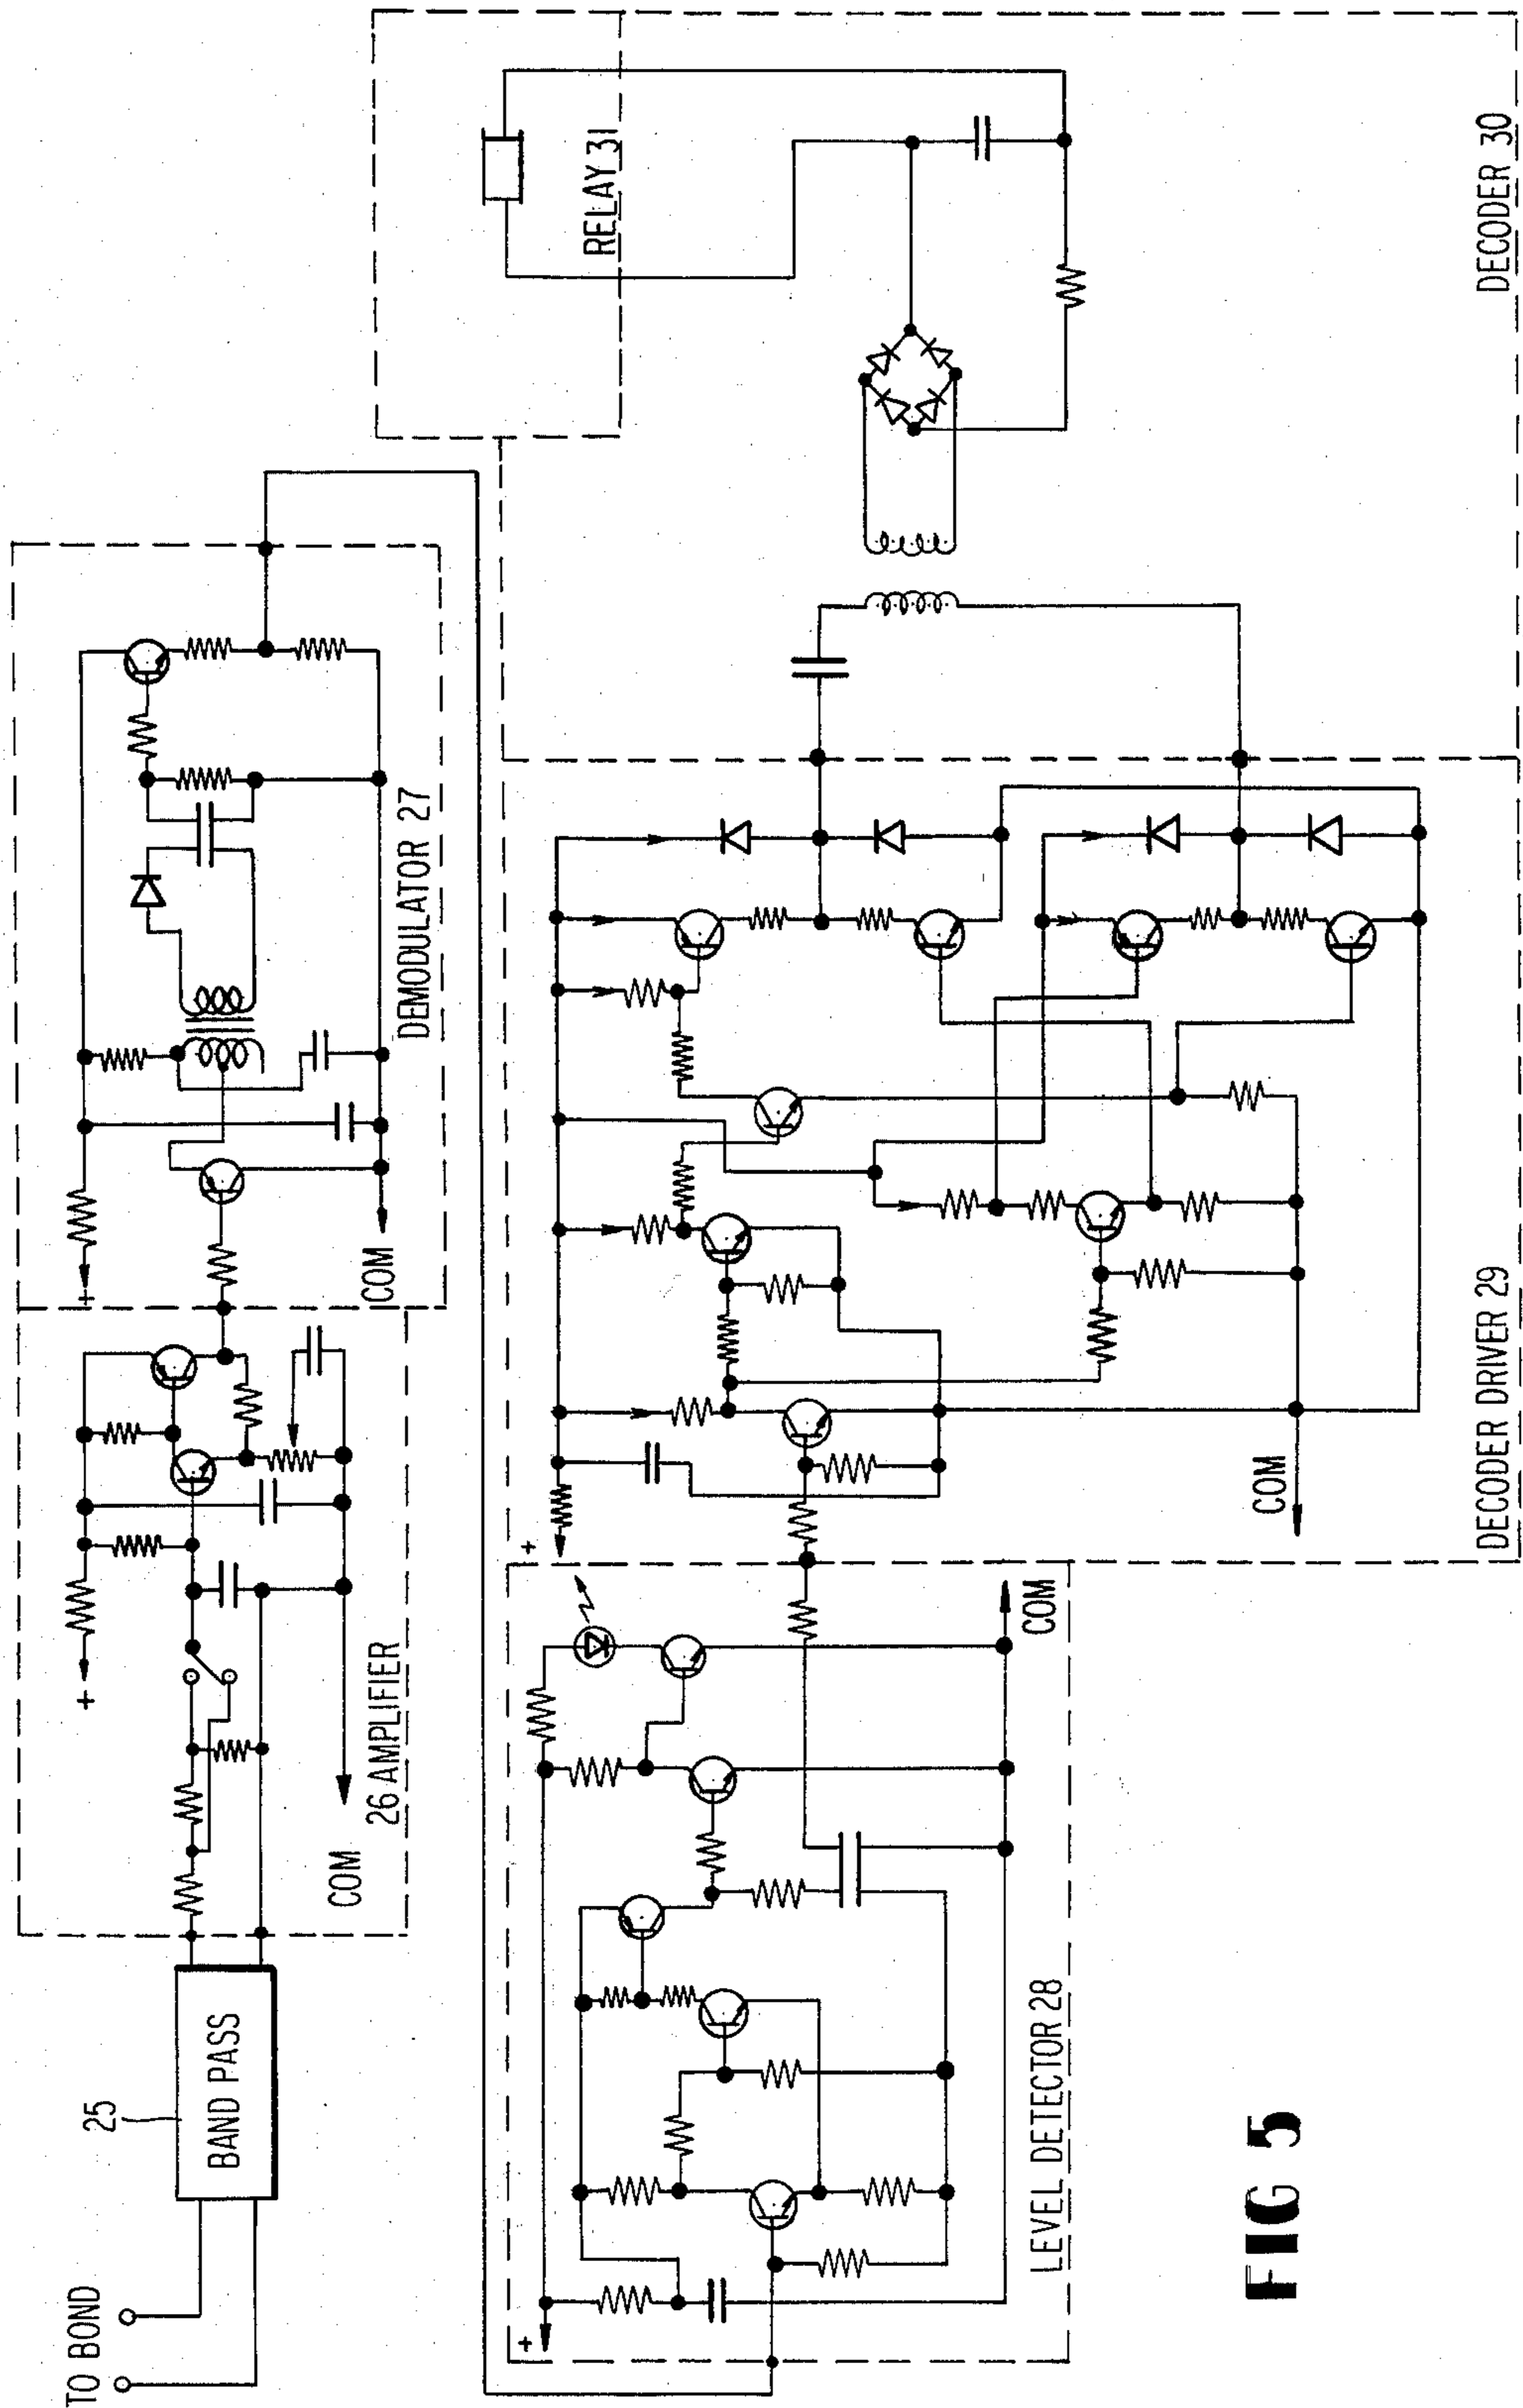 TO BOND
25
BAND PASS
COM
26 AMPLIFIER
+
+
COM
DEMODULATOR 27
+
LEVEL DETECTOR 28
COM
+
COM
DECODER DRIVER 29
RELAY 31
DECODER 30
FIG 5